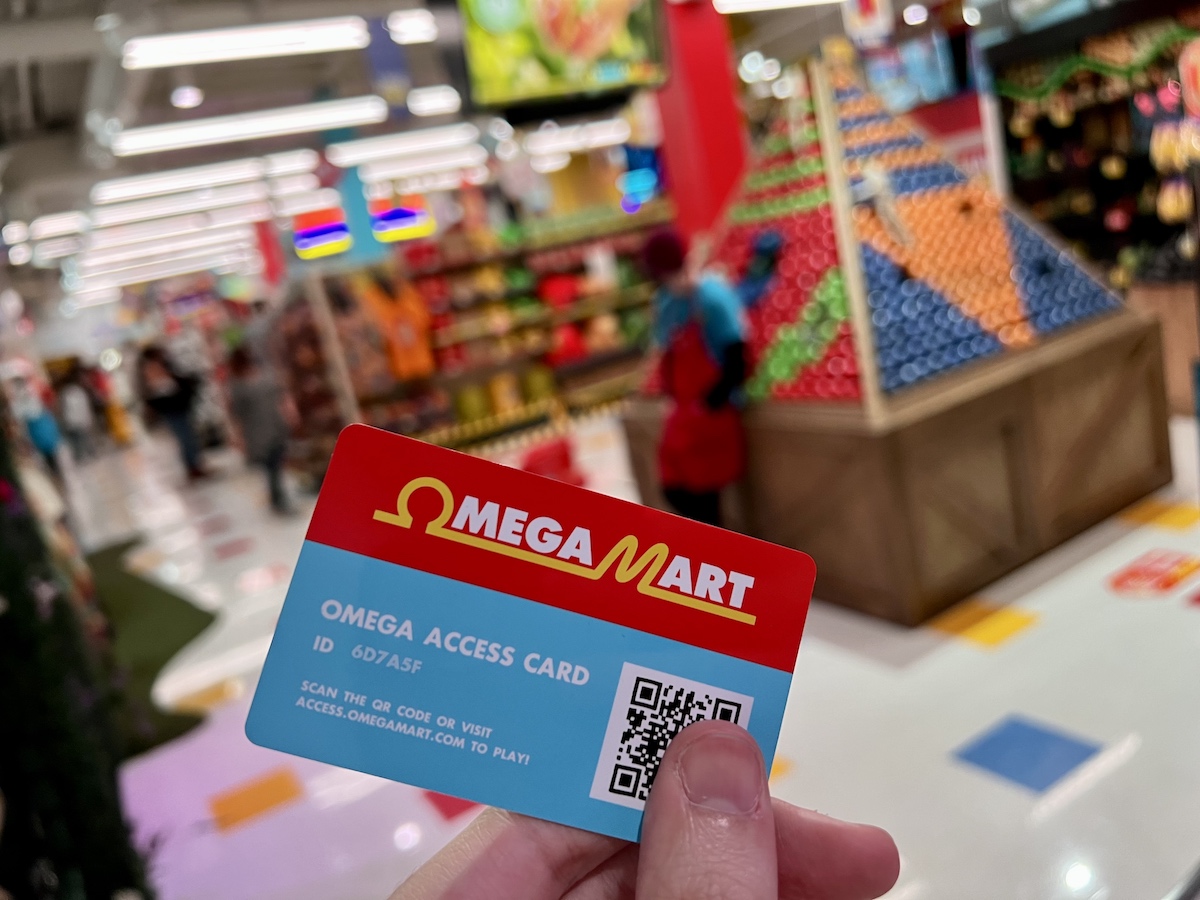 ΩMEGA MART
OMEGA ACCESS CARD
ID 6D7A5F
SCAN THE QR CODE OR VISIT
ACCESS.OMEGAMART.COM TO PLAY!